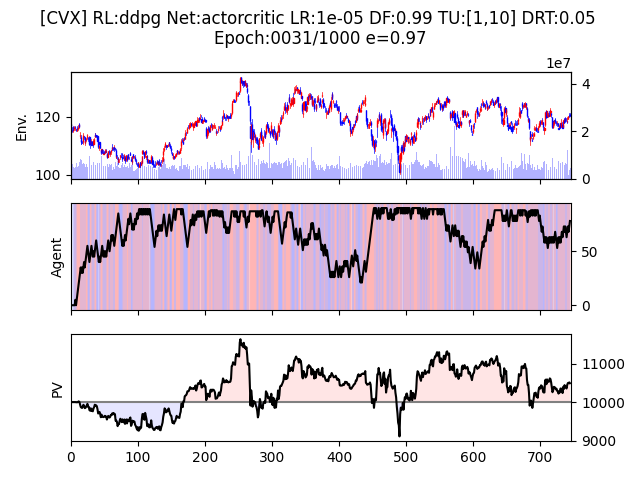 [CVX] RL:ddpg Net:actorcritic LR:1e-05 DF:0.99 TU:[1,10] DRT:0.05
Epoch:0031/1000 e=0.97
1e7
Env.
120
100
4
2
0
Agent
50
0
PV
11000
10000
9000
0 100 200 300 400 500 600 700